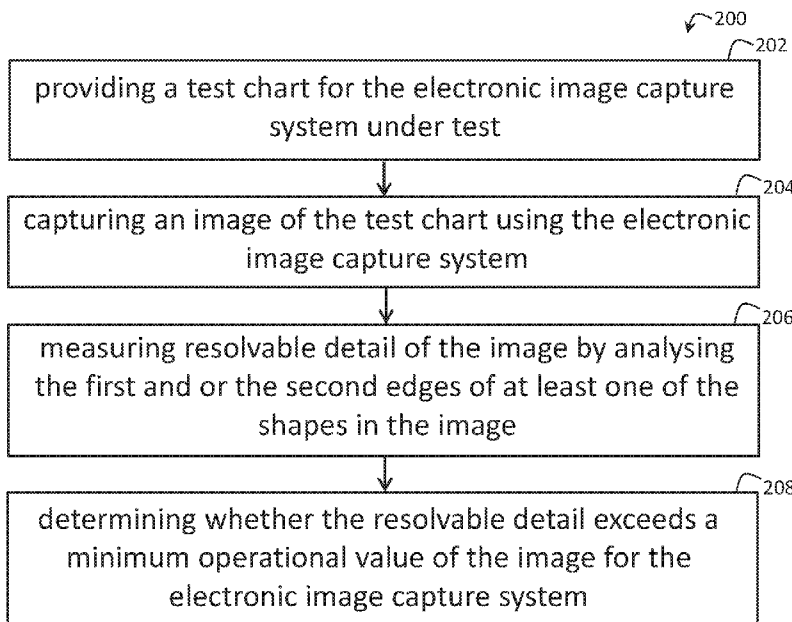 200
202
providing a test chart for the electronic image capture
system under test
204
capturing an image of the test chart using the electronic
image capture system
206
measuring resolvable detail of the image by analysing
the first and or the second edges of at least one of the
shapes in the image
208
determining whether the resolvable detail exceeds a
minimum operational value of the image for the
electronic image capture system